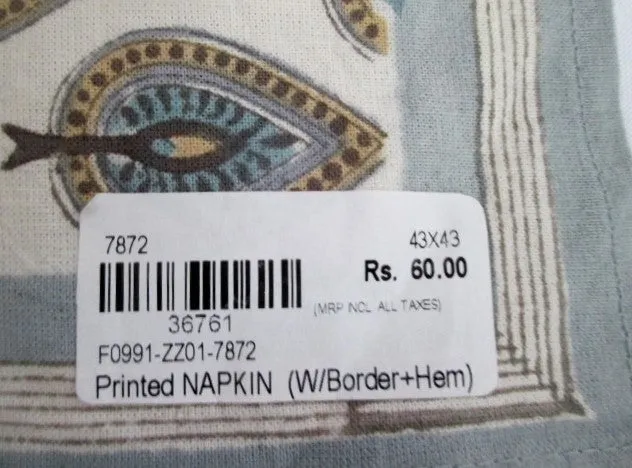 7872 43X43
Rs. 60.00
(MRP INCL ALL TAXES)
36761
F0991-ZZ01-7872
Printed NAPKIN (W/Border+Hem)